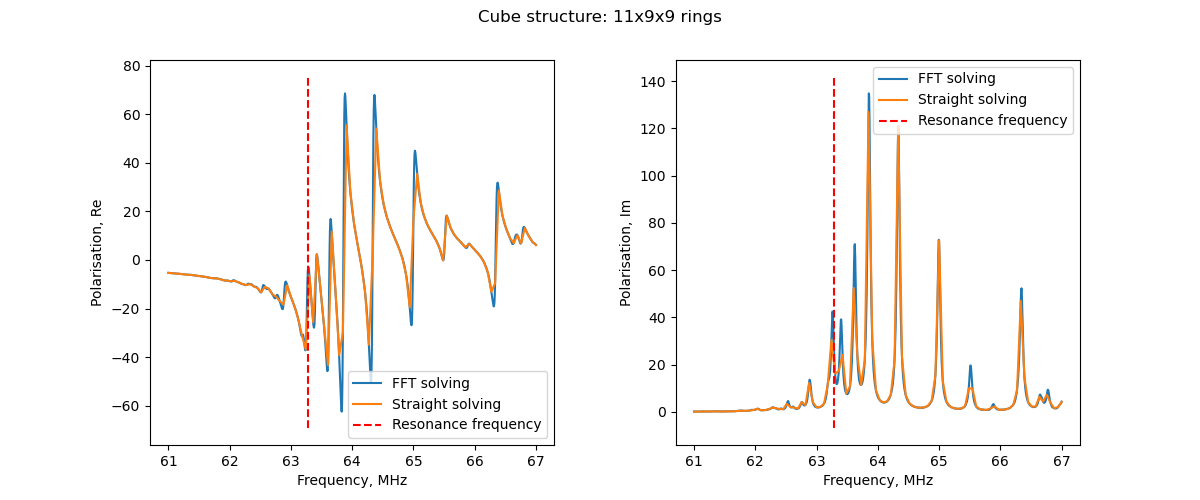 Cube structure: 11x9x9 rings
80
60
40
20
0
−20
−40
−60
Polarisation, Re
61
62
63
64
65
66
67
Frequency, MHz
FFT solving
Straight solving
Resonance frequency
140
120
100
80
60
40
20
0
Polarisation, Im
61
62
63
64
65
66
67
Frequency, MHz
FFT solving
Straight solving
Resonance frequency